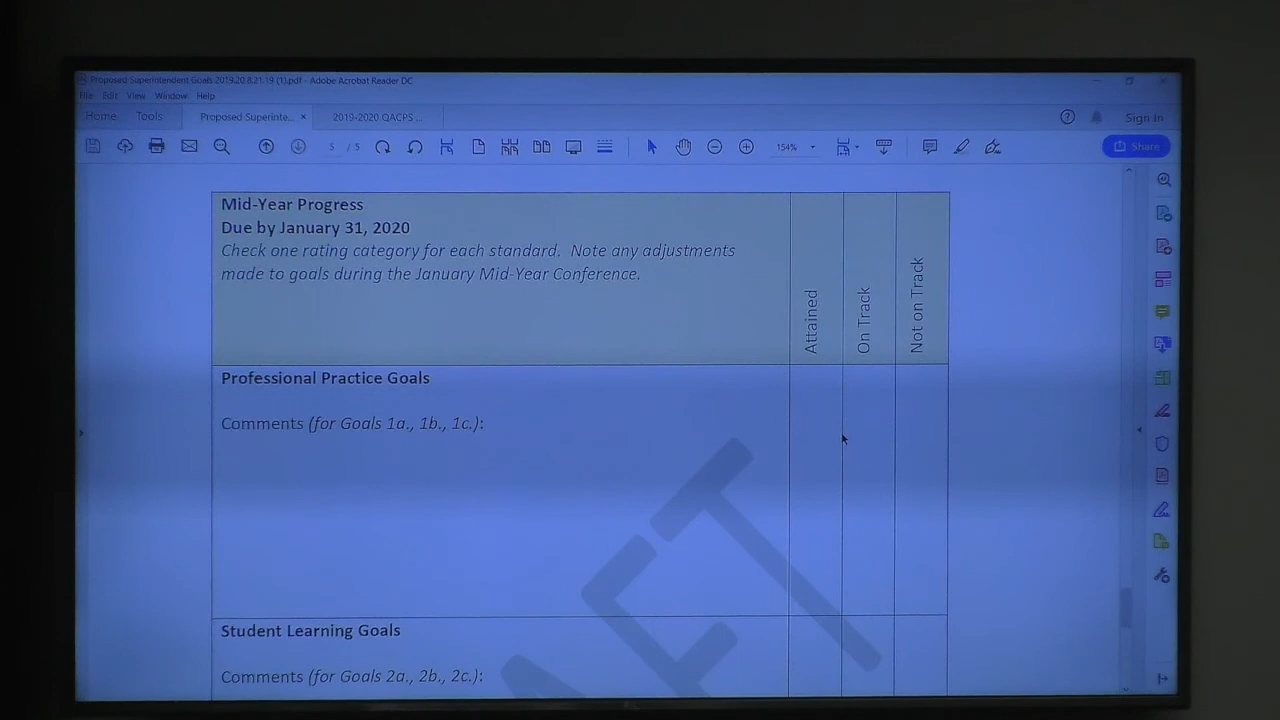 Proposed Superintendent Goals 2019.20 8.21.19 (1).pdf - Adobe Acrobat Reader DC
File Edit View Window Help
Home Tools Proposed Superinte... × 2019-2020 QACPS ... Sign In
5 / 5 154% Share
Mid-Year Progress
Due by January 31, 2020
Check one rating category for each standard. Note any adjustments
made to goals during the January Mid-Year Conference.
Attained
On Track
Not on Track
Professional Practice Goals
Comments (for Goals 1a., 1b., 1c.):
Student Learning Goals
Comments (for Goals 2a., 2b., 2c.):
AFT